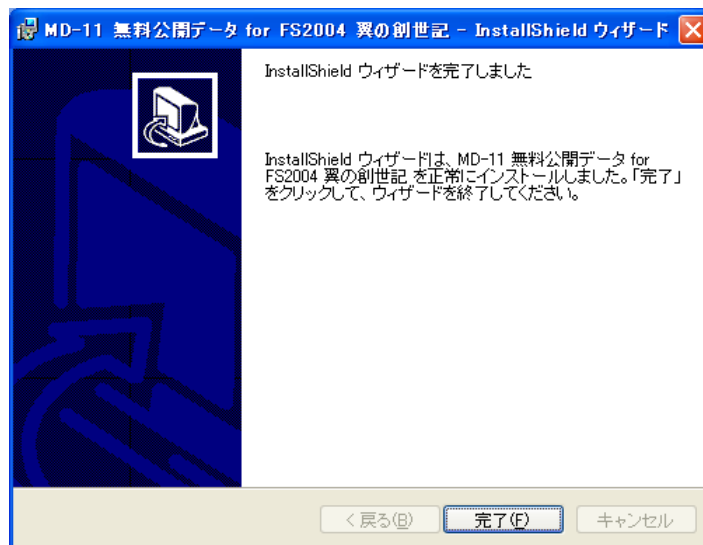 MD-11 無料公開データ for FS2004 翼の創世記 - InstallShield ウィザード
InstallShield ウィザードを完了しました
InstallShield ウィザードは、MD-11 無料公開データ for
FS2004 翼の創世記 を正常にインストールしました。「完了」
をクリックして、ウィザードを終了してください。
< 戻る(B)
完了(F)
キャンセル